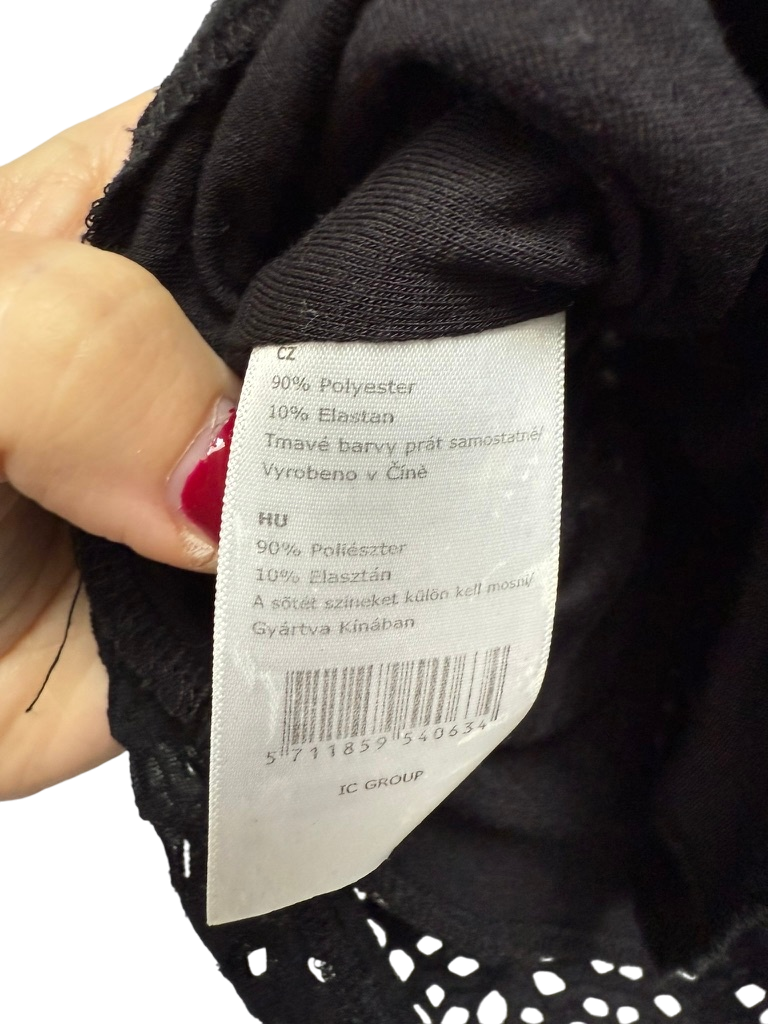 CZ
90% Polyester
10% Elastan
Tmavé barvy prát samostatně/
Vyrobeno v Číně
HU
90% Poliészter
10% Elasztán
A sötét színeket külön kell mosni/
Gyártva Kínában
5 711859 540634
IC GROUP